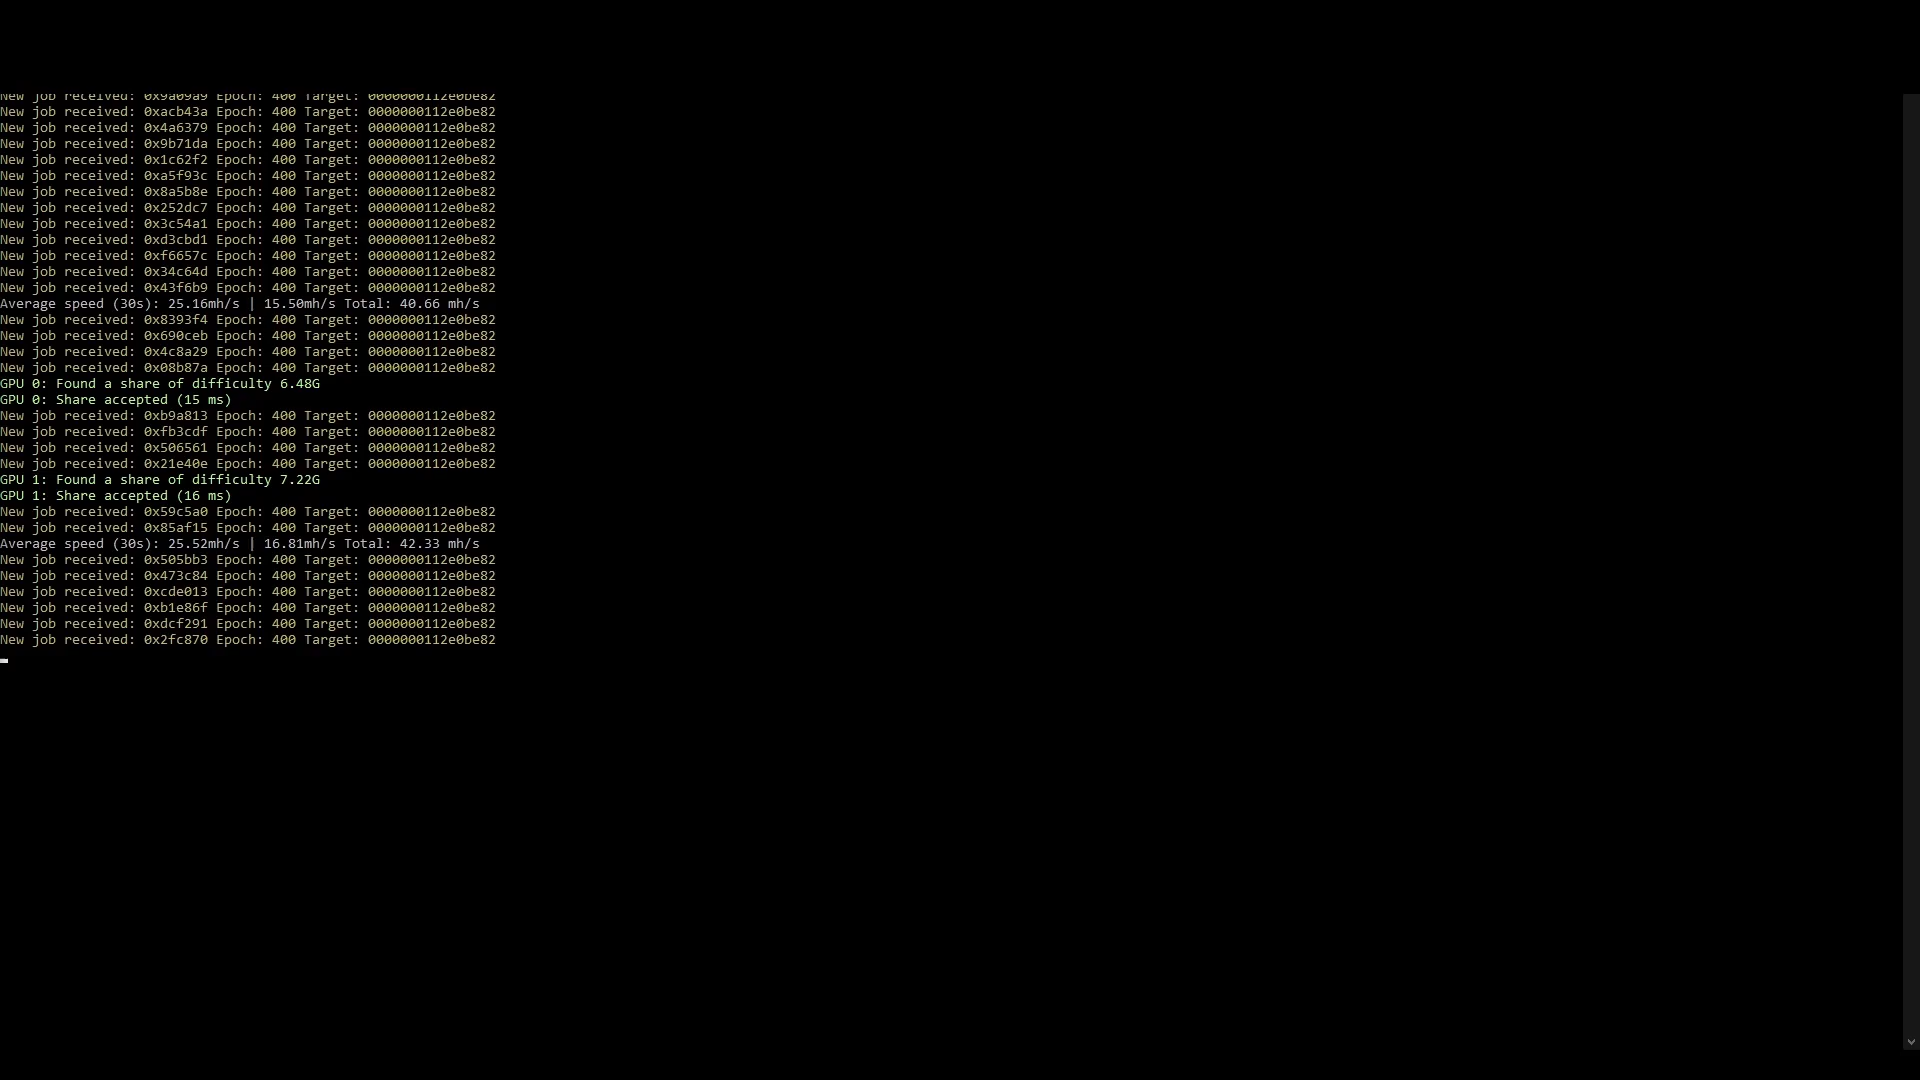 New job received: 0x9a09a9 Epoch: 400 Target: 0000000112e0be82
New job received: 0xacb43a Epoch: 400 Target: 0000000112e0be82
New job received: 0x4a6379 Epoch: 400 Target: 0000000112e0be82
New job received: 0x9b71da Epoch: 400 Target: 0000000112e0be82
New job received: 0x1c62f2 Epoch: 400 Target: 0000000112e0be82
New job received: 0xa5f93c Epoch: 400 Target: 0000000112e0be82
New job received: 0x8a5b8e Epoch: 400 Target: 0000000112e0be82
New job received: 0x252dc7 Epoch: 400 Target: 0000000112e0be82
New job received: 0x3c54a1 Epoch: 400 Target: 0000000112e0be82
New job received: 0xd3cbd1 Epoch: 400 Target: 0000000112e0be82
New job received: 0xf6657c Epoch: 400 Target: 0000000112e0be82
New job received: 0x34c64d Epoch: 400 Target: 0000000112e0be82
New job received: 0x43f6b9 Epoch: 400 Target: 0000000112e0be82
Average speed (30s): 25.16mh/s | 15.50mh/s Total: 40.66 mh/s
New job received: 0x8393f4 Epoch: 400 Target: 0000000112e0be82
New job received: 0x690ceb Epoch: 400 Target: 0000000112e0be82
New job received: 0x4c8a29 Epoch: 400 Target: 0000000112e0be82
New job received: 0x08b87a Epoch: 400 Target: 0000000112e0be82
GPU 0: Found a share of difficulty 6.48G
GPU 0: Share accepted (15 ms)
New job received: 0xb9a813 Epoch: 400 Target: 0000000112e0be82
New job received: 0xfb3cdf Epoch: 400 Target: 0000000112e0be82
New job received: 0x506561 Epoch: 400 Target: 0000000112e0be82
New job received: 0x21e40e Epoch: 400 Target: 0000000112e0be82
GPU 1: Found a share of difficulty 7.22G
GPU 1: Share accepted (16 ms)
New job received: 0x59c5a0 Epoch: 400 Target: 0000000112e0be82
New job received: 0x85af15 Epoch: 400 Target: 0000000112e0be82
Average speed (30s): 25.52mh/s | 16.81mh/s Total: 42.33 mh/s
New job received: 0x505bb3 Epoch: 400 Target: 0000000112e0be82
New job received: 0x473c84 Epoch: 400 Target: 0000000112e0be82
New job received: 0xcde013 Epoch: 400 Target: 0000000112e0be82
New job received: 0xb1e86f Epoch: 400 Target: 0000000112e0be82
New job received: 0xdcf291 Epoch: 400 Target: 0000000112e0be82
New job received: 0x2fc870 Epoch: 400 Target: 0000000112e0be82